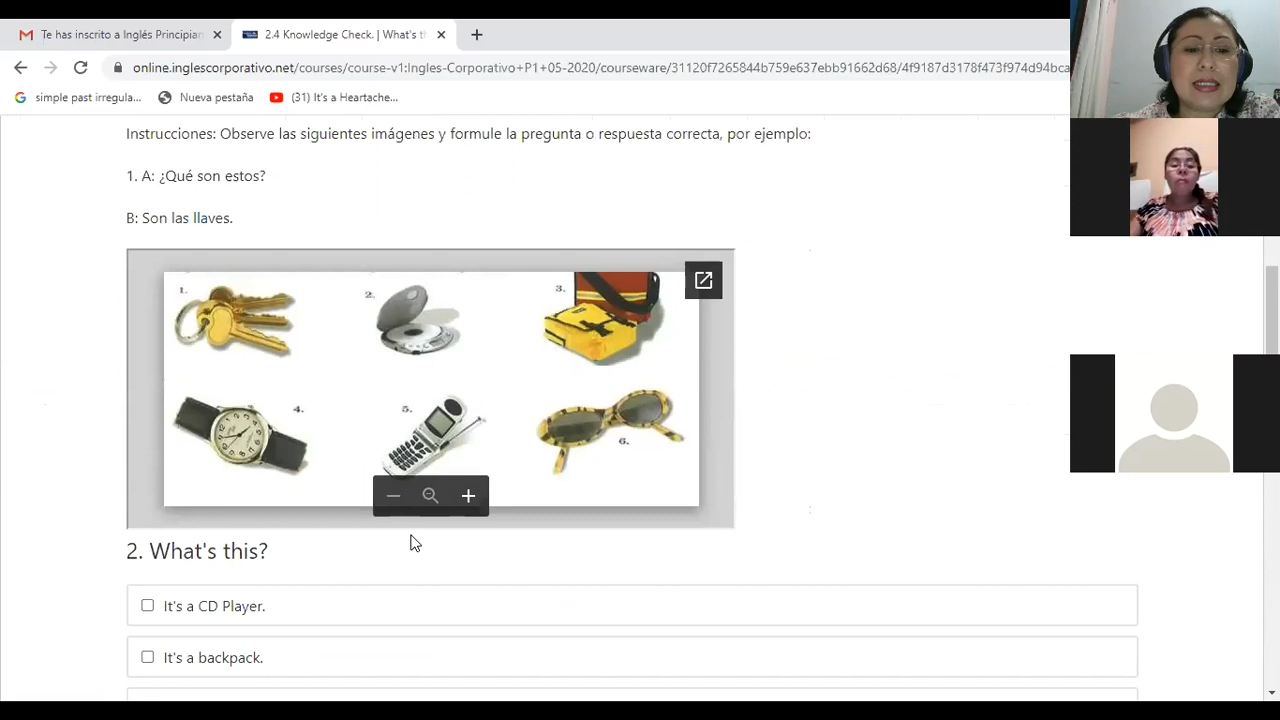 Te has inscrito a Inglés Principian
2.4 Knowledge Check. | What's th
online.inglescorporativo.net/courses/course-v1:Ingles-Corporativo+P1+05-2020/courseware/31120f7265844b759e637ebb91662d68/4f9187d3178f473f974d94bca
simple past irregula...
Nueva pestaña
(31) It's a Heartache...
Instrucciones: Observe las siguientes imágenes y formule la pregunta o respuesta correcta, por ejemplo:
1. A: ¿Qué son estos?
B: Son las llaves.
1.
2.
3.
4.
5.
6.
2. What's this?
It's a CD Player.
It's a backpack.